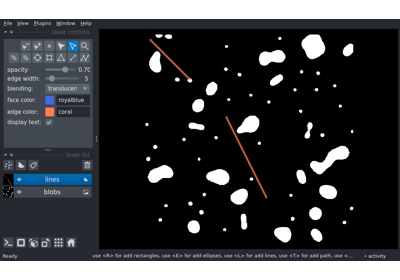 File View Plugins Window Help
layer controls
opacity: 0.70
edge width: 5
blending: translucen
face color: royalblue
edge color: coral
display text:
layer list
lines
blobs
Ready use <R> for add rectangles, use <E> for add ellipses, use <L> for add lines, use <T> for add path, use <... activity